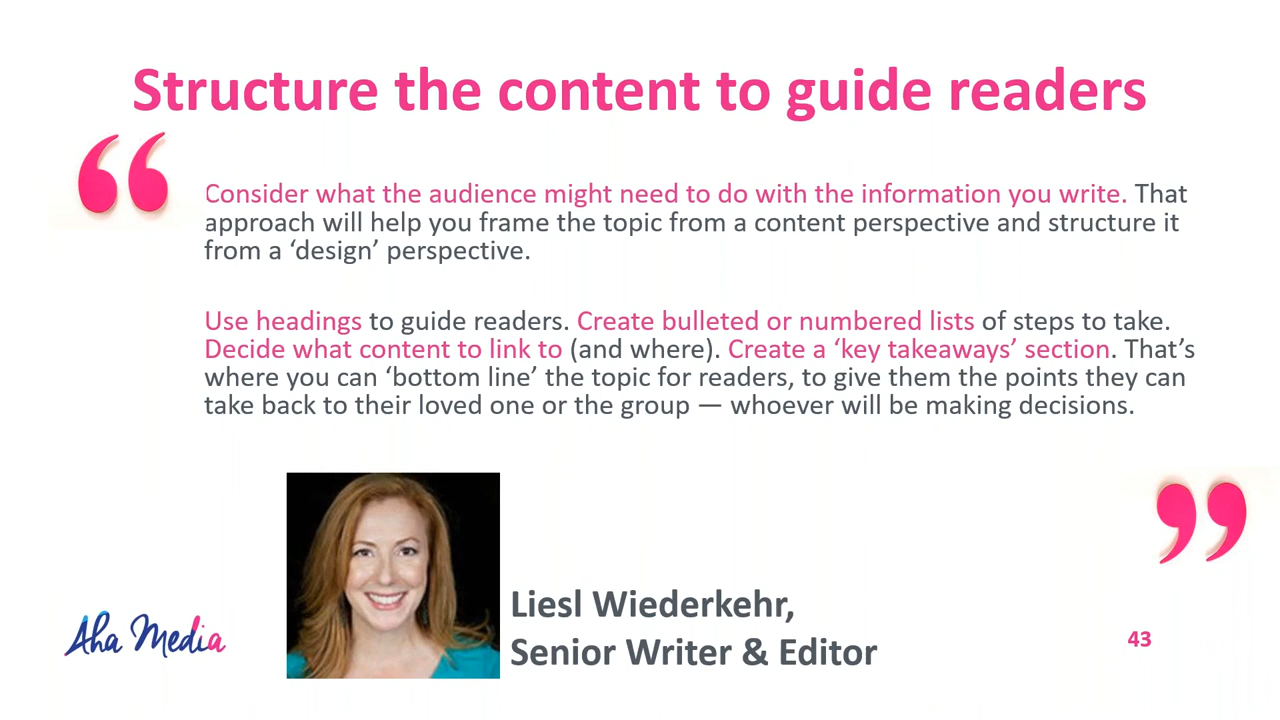 Structure the content to guide readers
“
Consider what the audience might need to do with the information you write. That
approach will help you frame the topic from a content perspective and structure it
from a ‘design’ perspective.
Use headings to guide readers. Create bulleted or numbered lists of steps to take.
Decide what content to link to (and where). Create a ‘key takeaways’ section. That’s
where you can ‘bottom line’ the topic for readers, to give them the points they can
take back to their loved one or the group — whoever will be making decisions.
”
Liesl Wiederkehr,
Senior Writer & Editor
Aha Media
43